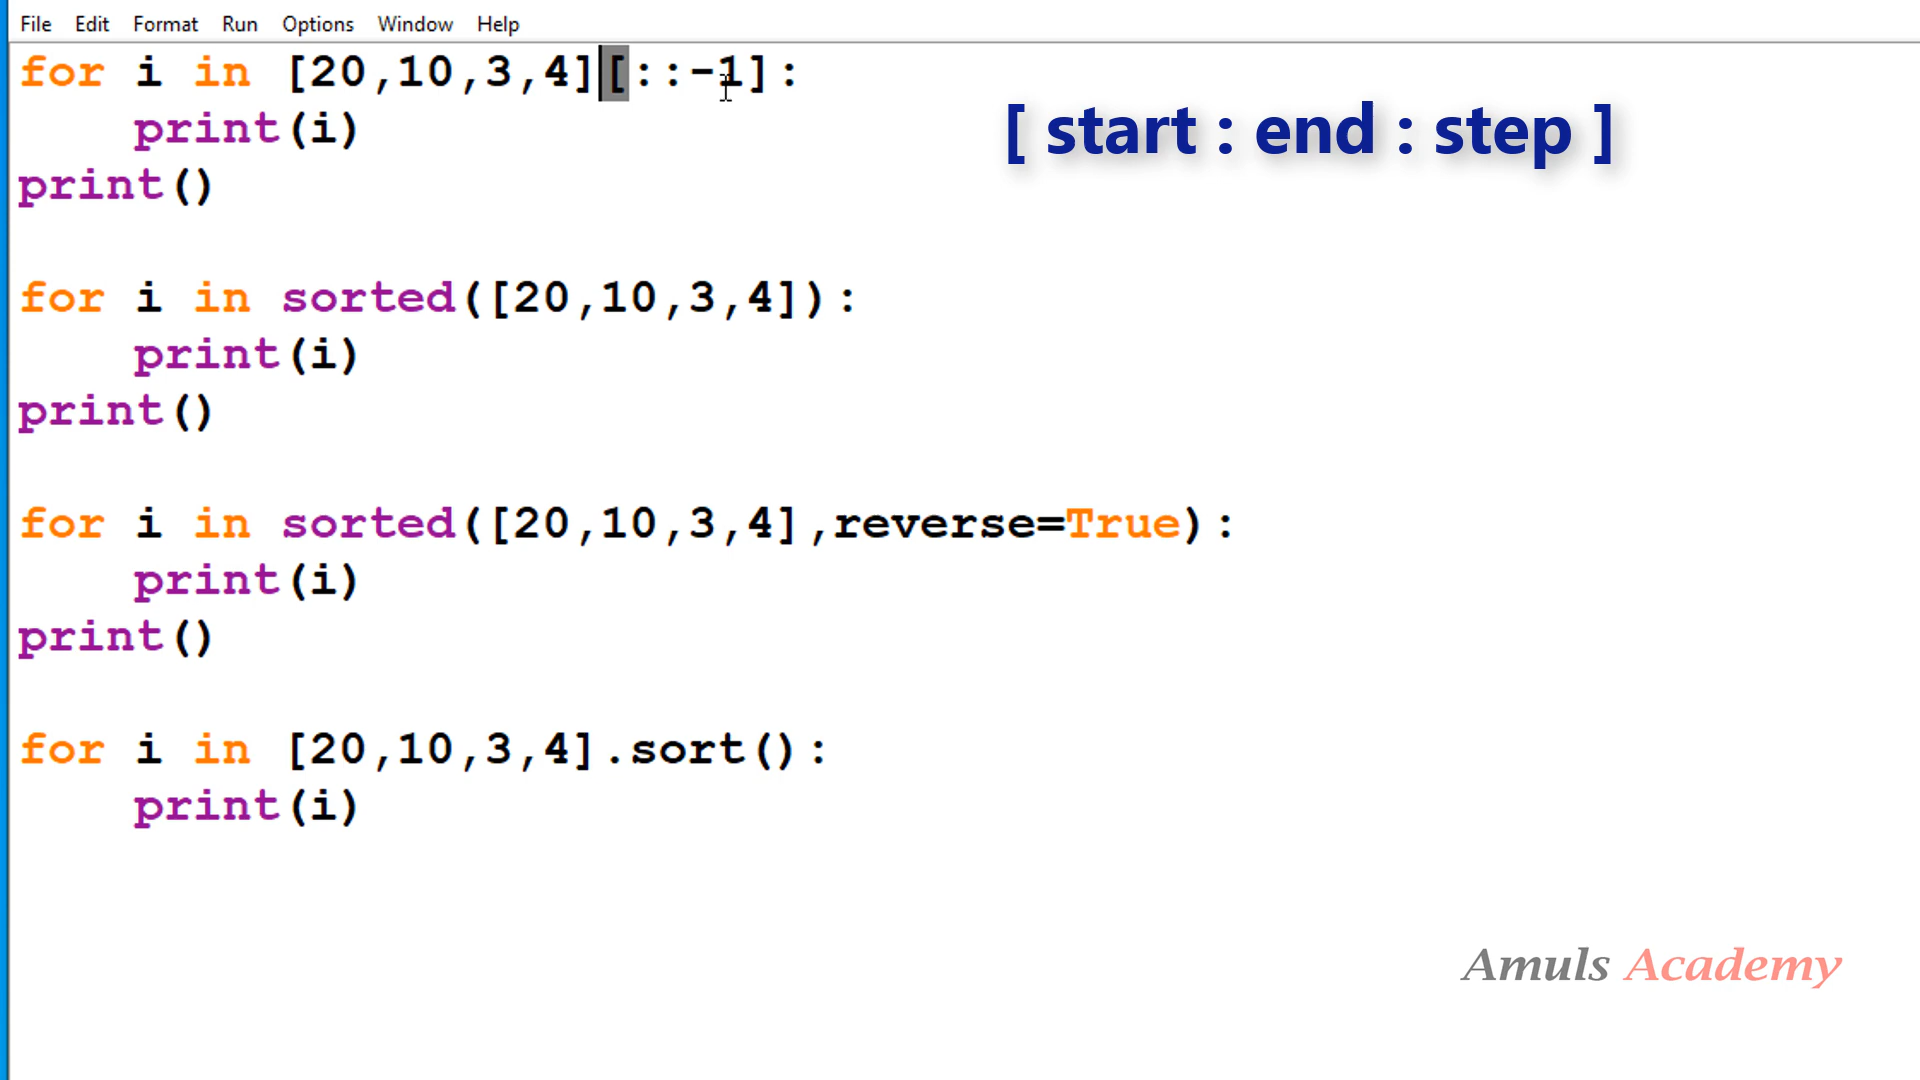 File Edit Format Run Options Window Help
for i in [20,10,3,4][::-1]:
[ start : end : step ]
    print(i)
print()
for i in sorted([20,10,3,4]):
    print(i)
print()
for i in sorted([20,10,3,4],reverse=True):
    print(i)
print()
for i in [20,10,3,4].sort():
    print(i)
Amuls Academy